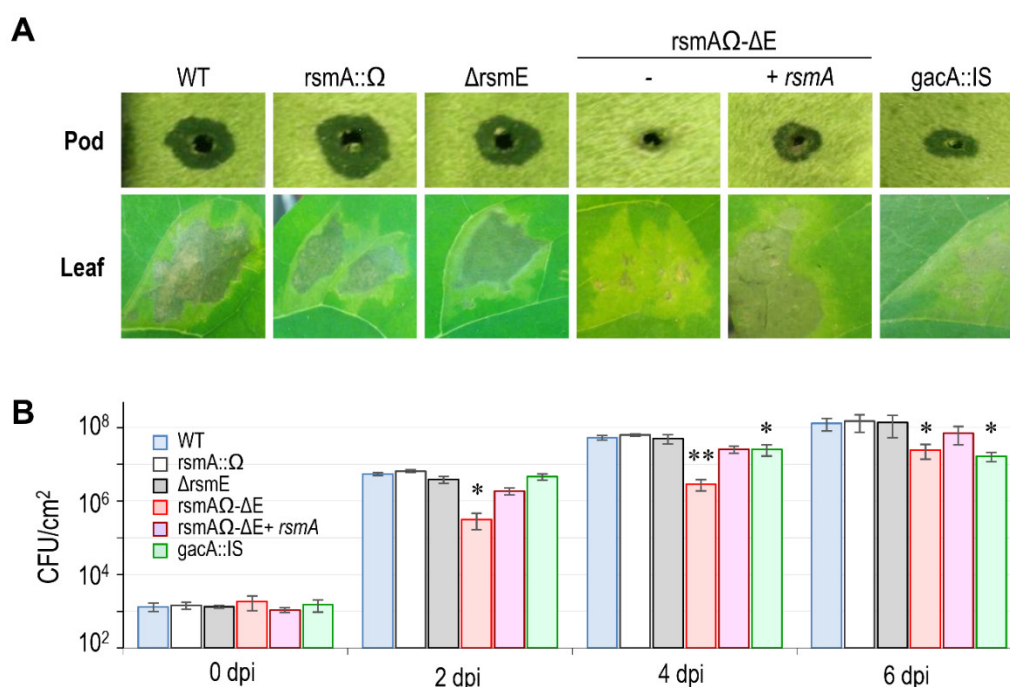 A
rsmAΩ-ΔE
WT rsmA::Ω ΔrsmE - + rsmA gacA::IS
Pod
Leaf
B
CFU/cm²
10⁸
10⁶
10⁴
10²
WT
rsmA::Ω
ΔrsmE
rsmAΩ-ΔE
rsmAΩ-ΔE+ rsmA
gacA::IS
* ** * * *
0 dpi 2 dpi 4 dpi 6 dpi